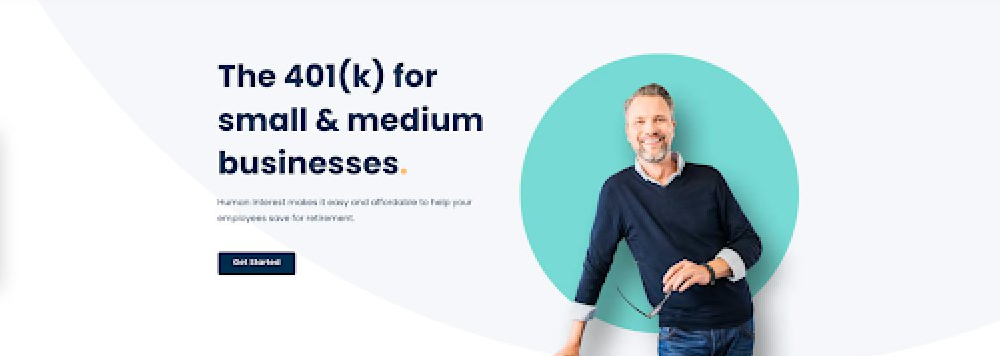 The 401(k) for
small & medium
businesses.
Human Interest makes it easy and affordable to help your
employees save for retirement.
Get Started